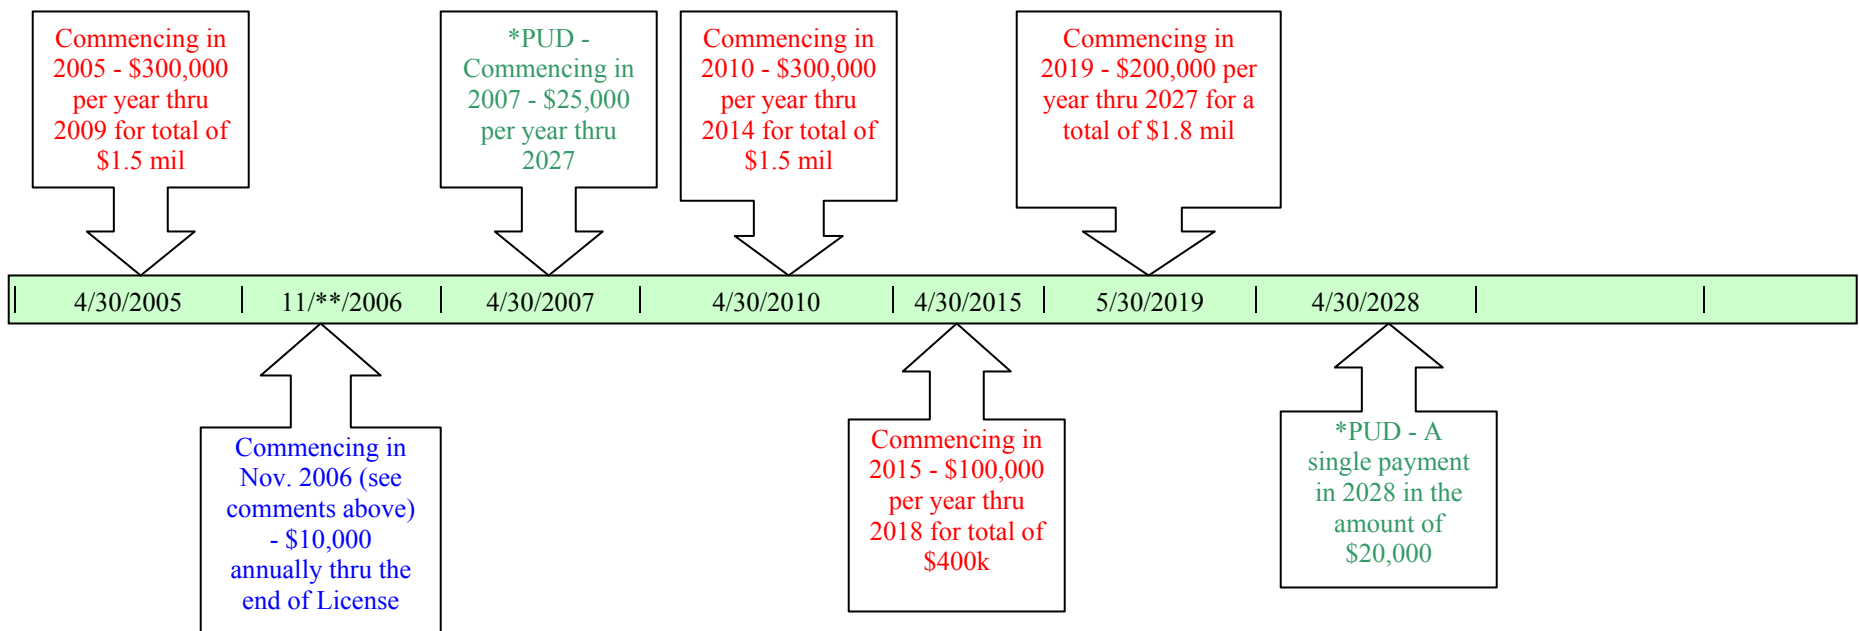 Commencing in
2005 - $300,000
per year thru
2009 for total of
$1.5 mil
*PUD -
Commencing in
2007 - $25,000
per year thru
2027
Commencing in
2010 - $300,000
per year thru
2014 for total of
$1.5 mil
Commencing in
2019 - $200,000 per
year thru 2027 for a
total of $1.8 mil
4/30/2005 11/**/2006 4/30/2007 4/30/2010 4/30/2015 5/30/2019 4/30/2028
Commencing in
Nov. 2006 (see
comments above)
- $10,000
annually thru the
end of License
Commencing in
2015 - $100,000
per year thru
2018 for total of
$400k
*PUD - A
single payment
in 2028 in the
amount of
$20,000